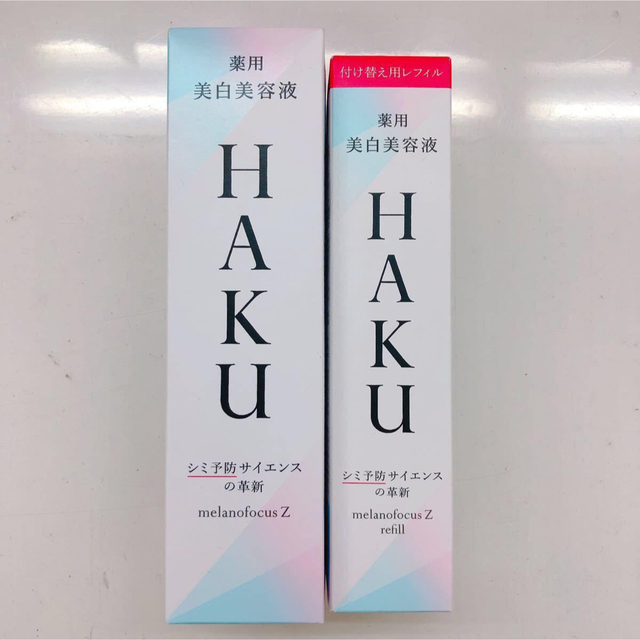 薬用
美白美容液
HAKU
シミ予防サイエンス
の革新
melanofocus Z
付け替え用レフィル
薬用
美白美容液
HAKU
シミ予防サイエンス
の革新
melanofocus Z
refill